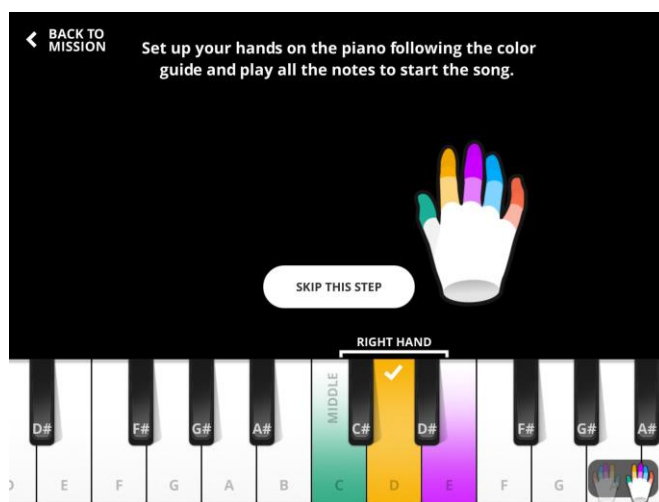 BACK TO
MISSION
Set up your hands on the piano following the color
guide and play all the notes to start the song.
SKIP THIS STEP
RIGHT HAND
MIDDLE
D# F# G# A# C# D# F# G# A#
E F G A B C D E F G